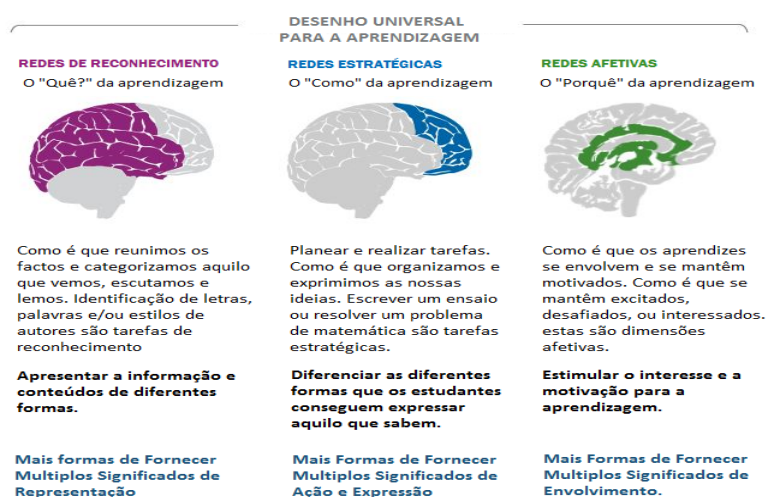 DESENHO UNIVERSAL
PARA A APRENDIZAGEM
REDES DE RECONHECIMENTO
O "Quê?" da aprendizagem
Como é que reunimos os
factos e categorizamos aquilo
que vemos, escutamos e
lemos. Identificação de letras,
palavras e/ou estilos de
autores são tarefas de
reconhecimento
Apresentar a informação e
conteúdos de diferentes
formas.
Mais formas de Fornecer
Multiplos Significados de
Representação
REDES ESTRATÉGICAS
O "Como" da aprendizagem
Planear e realizar tarefas.
Como é que organizamos e
exprimimos as nossas
ideias. Escrever um ensaio
ou resolver um problema
de matemática são tarefas
estratégicas.
Diferenciar as diferentes
formas que os estudantes
conseguem expressar
aquilo que sabem.
Mais Formas de Fornecer
Multiplos Significados de
Ação e Expressão
REDES AFETIVAS
O "Porquê" da aprendizagem
Como é que os aprendizes
se envolvem e se mantêm
motivados. Como é que se
mantêm excitados,
desafiados, ou interessados.
estas são dimensões
afetivas.
Estimular o interesse e a
motivação para a
aprendizagem.
Mais Formas de Fornecer
Multiplos Significados de
Envolvimento.